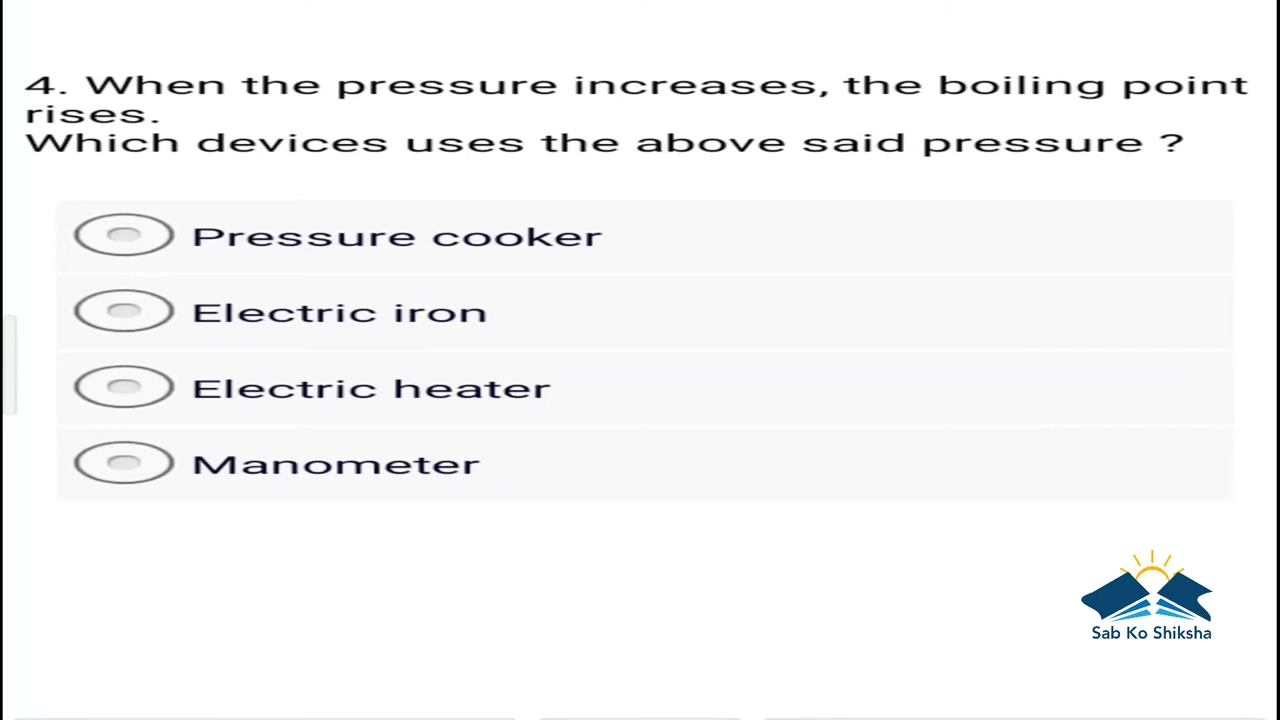 4. When the pressure increases, the boiling point
rises.
Which devices uses the above said pressure ?
Pressure cooker
Electric iron
Electric heater
Manometer
Sab Ko Shiksha